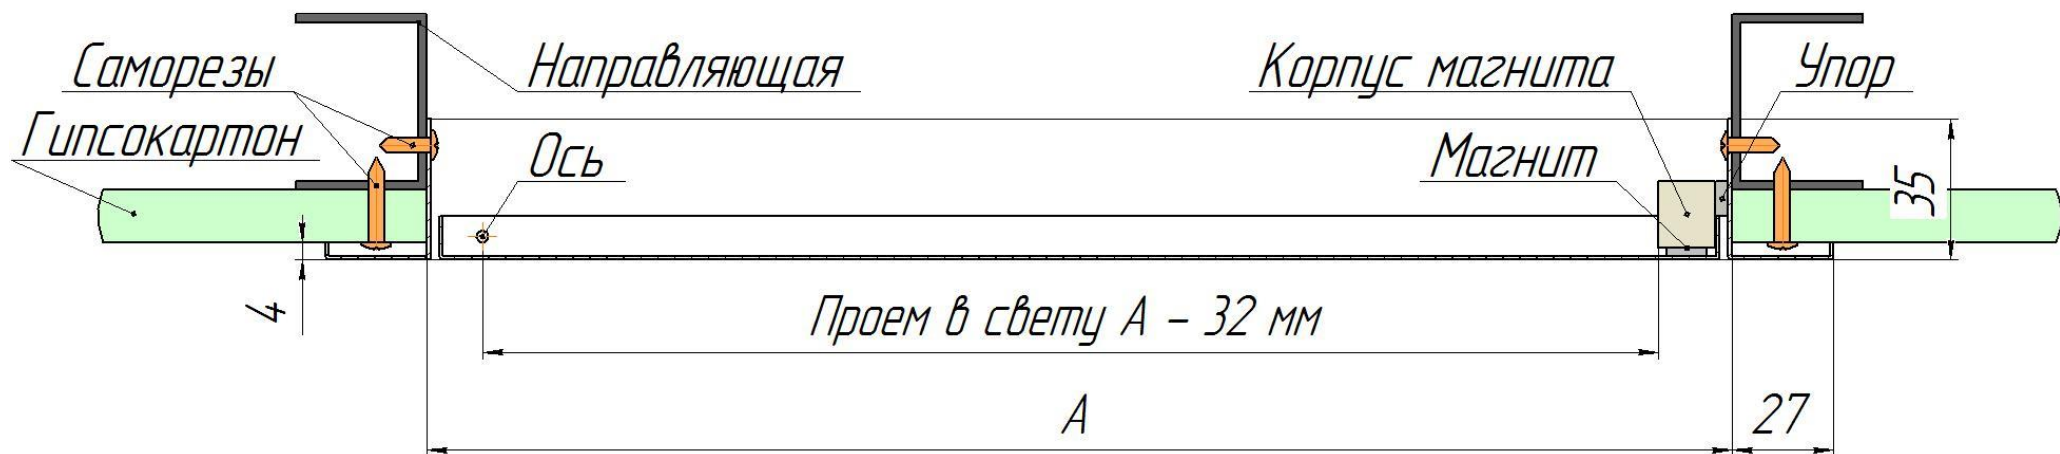 Саморезы
Направляющая
Корпус магнита
Упор
Гипсокартон
Ось
Магнит
35
4
Проем в свету А – 32 мм
А
27